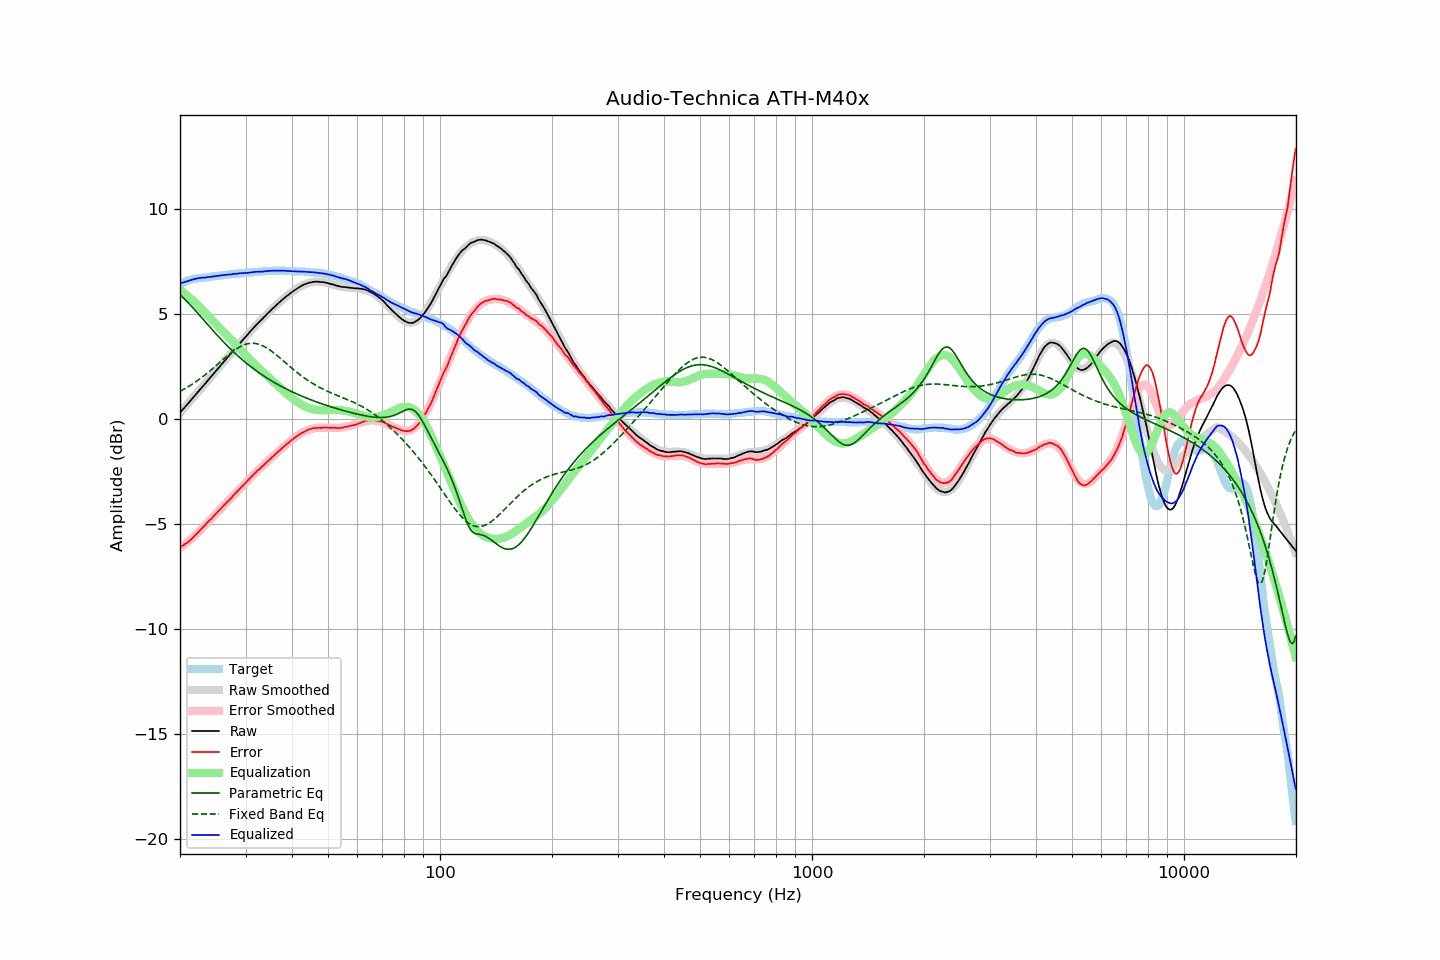 Audio-Technica ATH-M40x
Amplitude (dBr)
10
5
0
−5
−10
−15
−20
Target
Raw Smoothed
Error Smoothed
Raw
Error
Equalization
Parametric Eq
Fixed Band Eq
Equalized
100
1000
10000
Frequency (Hz)